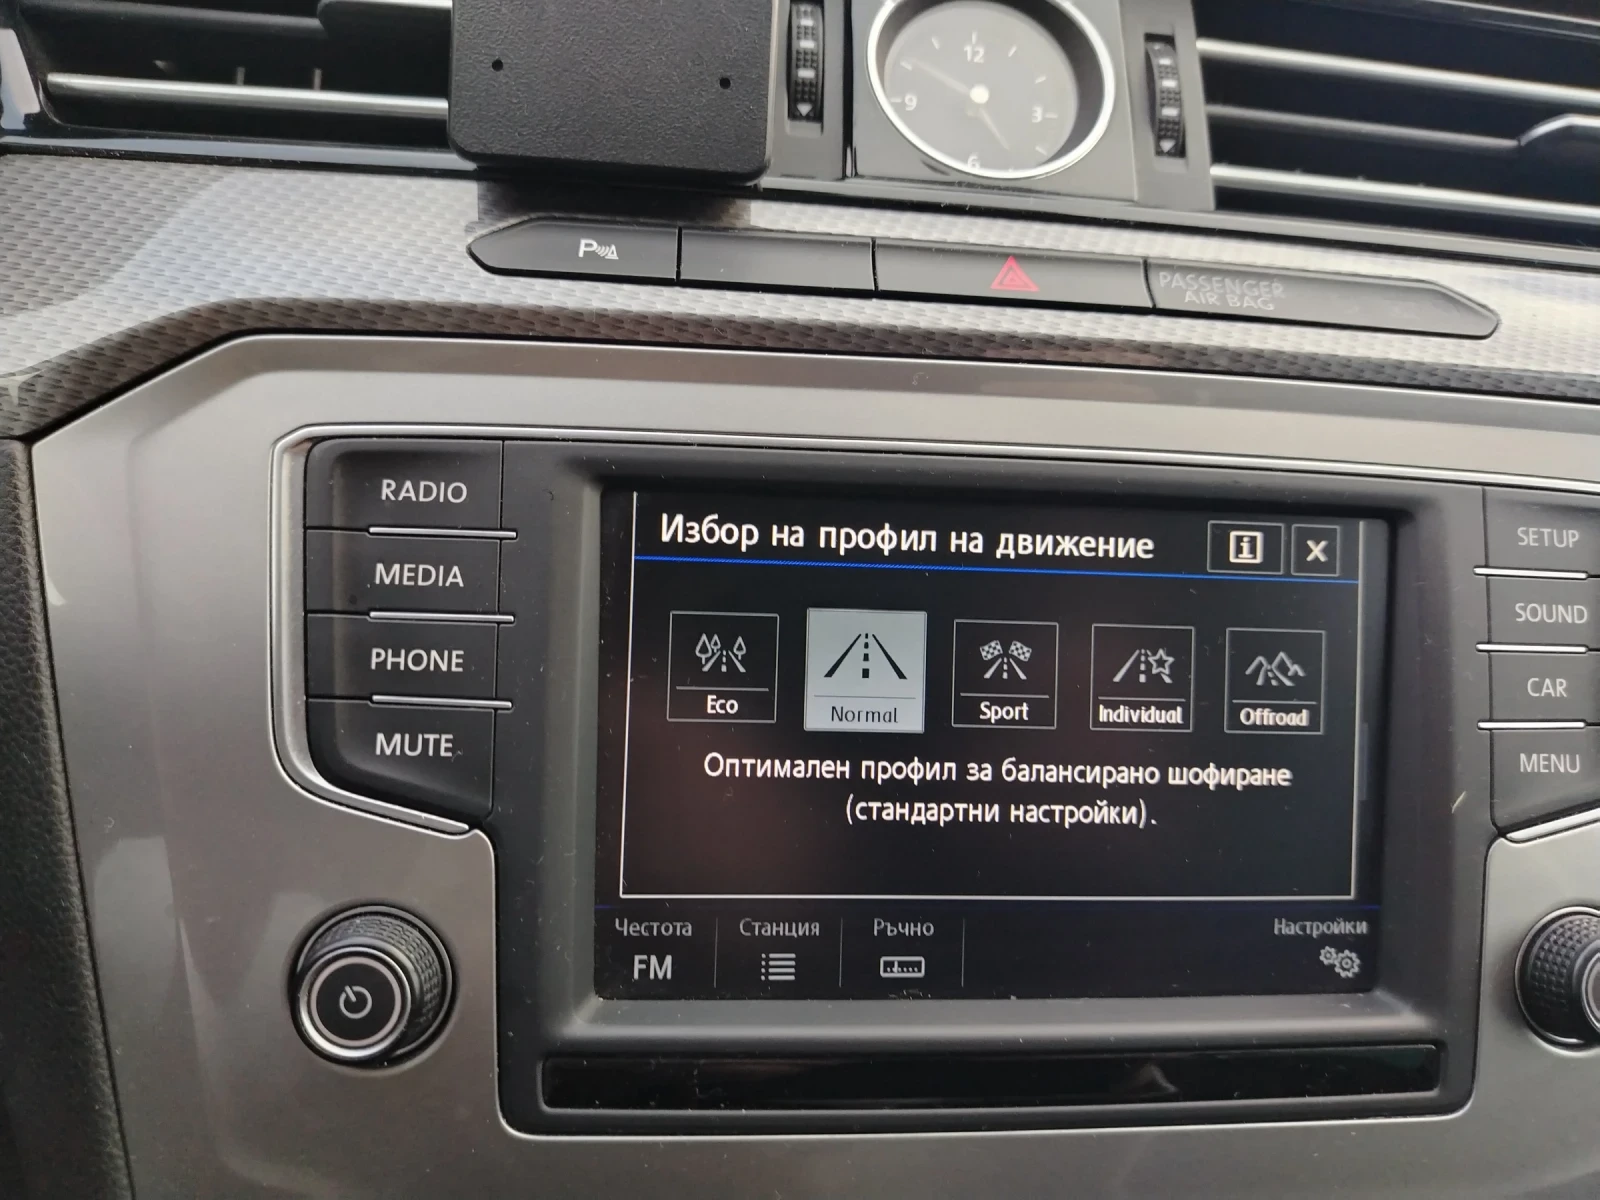 12
9
3
6
P
PASSENGER
AIR BAG
RADIO
MEDIA
PHONE
MUTE
Избор на профил на движение
i
X
Eco
Normal
Sport
Individual
Offroad
Оптимален профил за балансирано шофиране
(стандартни настройки).
Честота
FM
Станция
Ръчно
Настройки
SETUP
SOUND
CAR
MENU